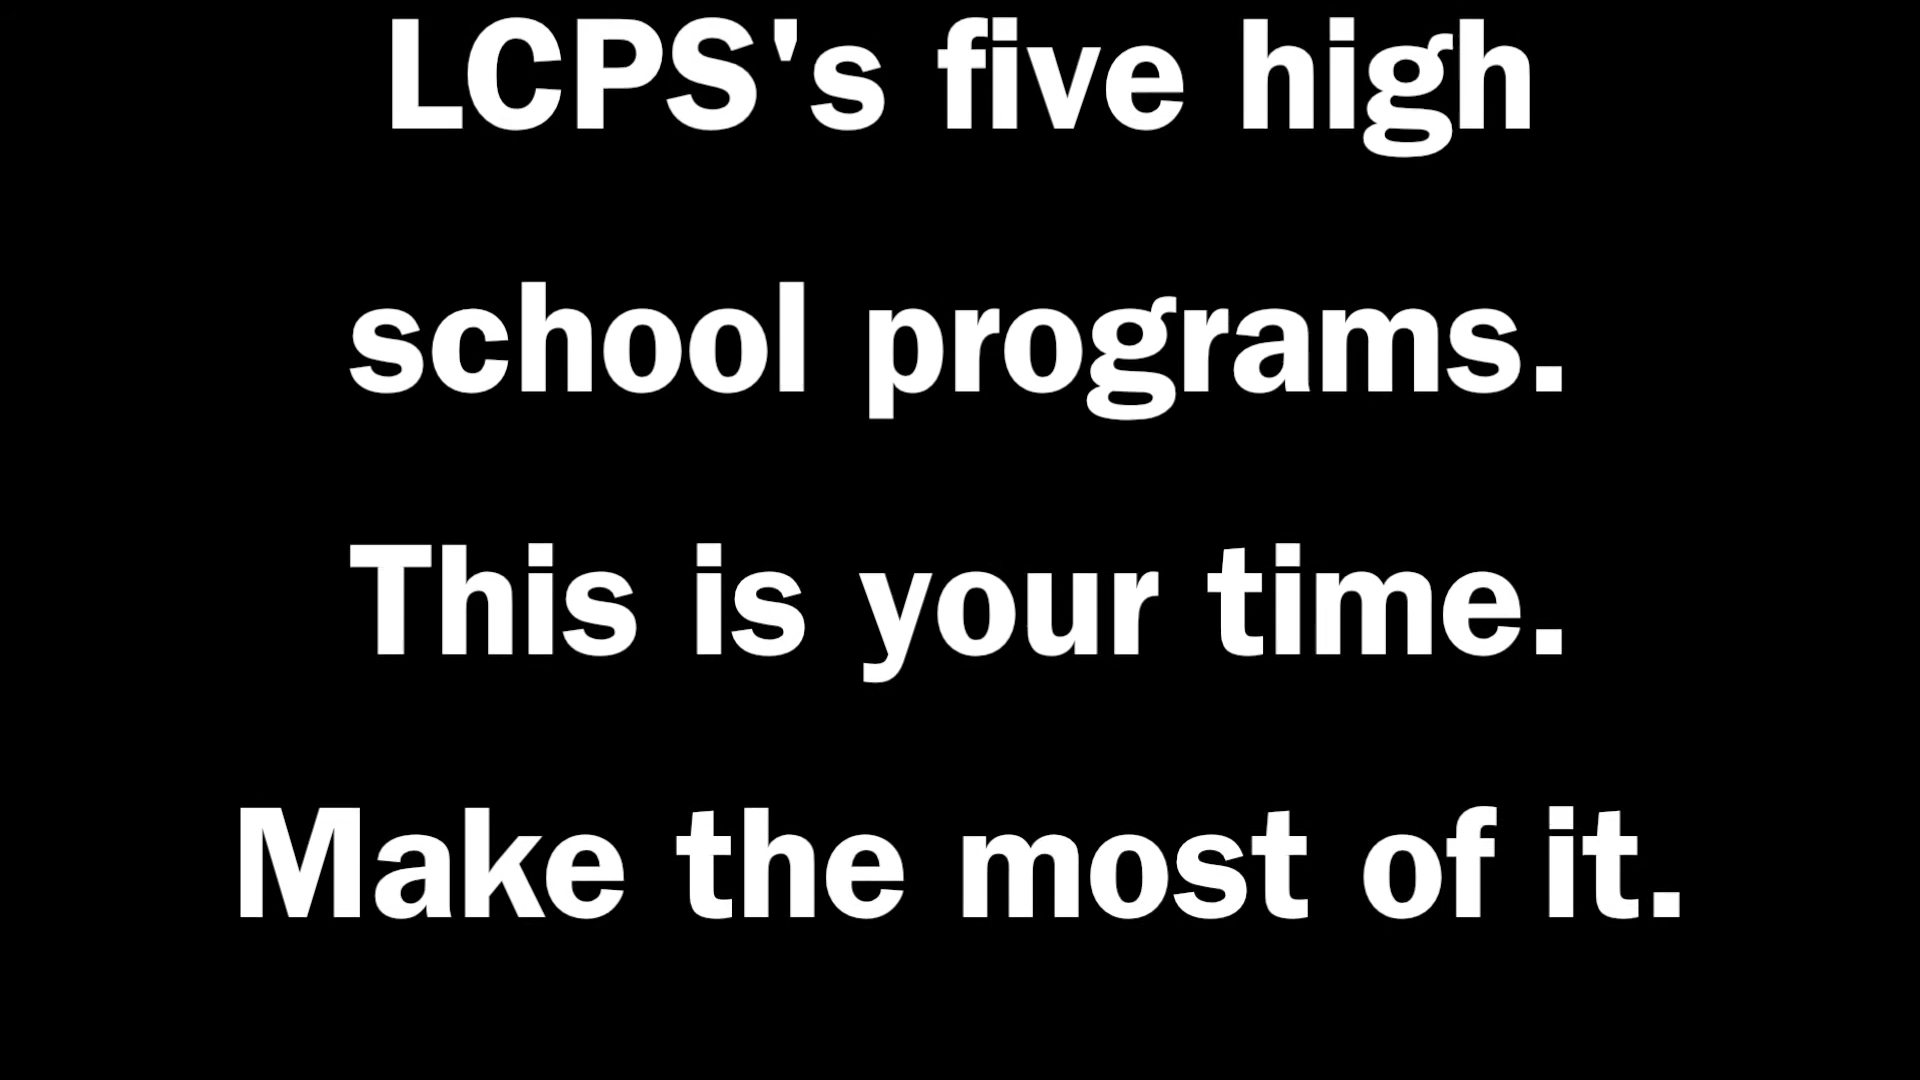 LCPS's five high
school programs.
This is your time.
Make the most of it.